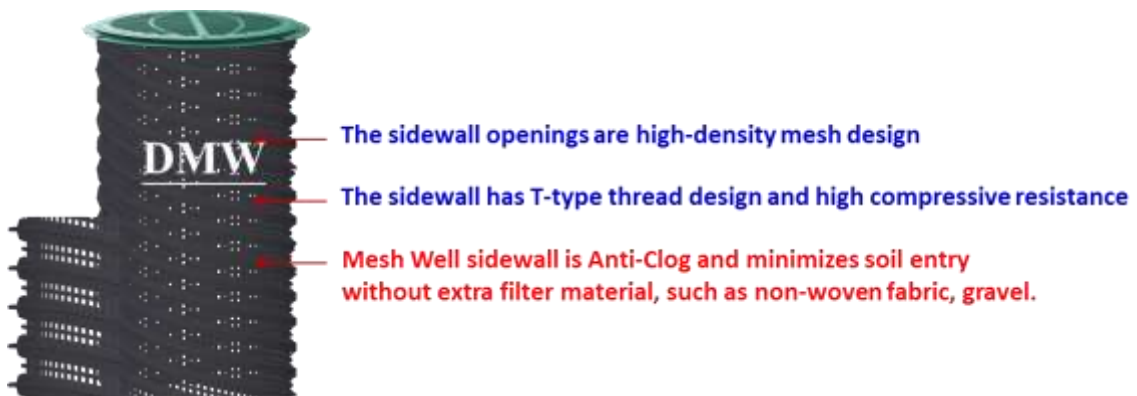 The sidewall openings are high-density mesh design
DMW
The sidewall has T-type thread design and high compressive resistance
Mesh Well sidewall is Anti-Clog and minimizes soil entry
without extra filter material, such as non-woven fabric, gravel.